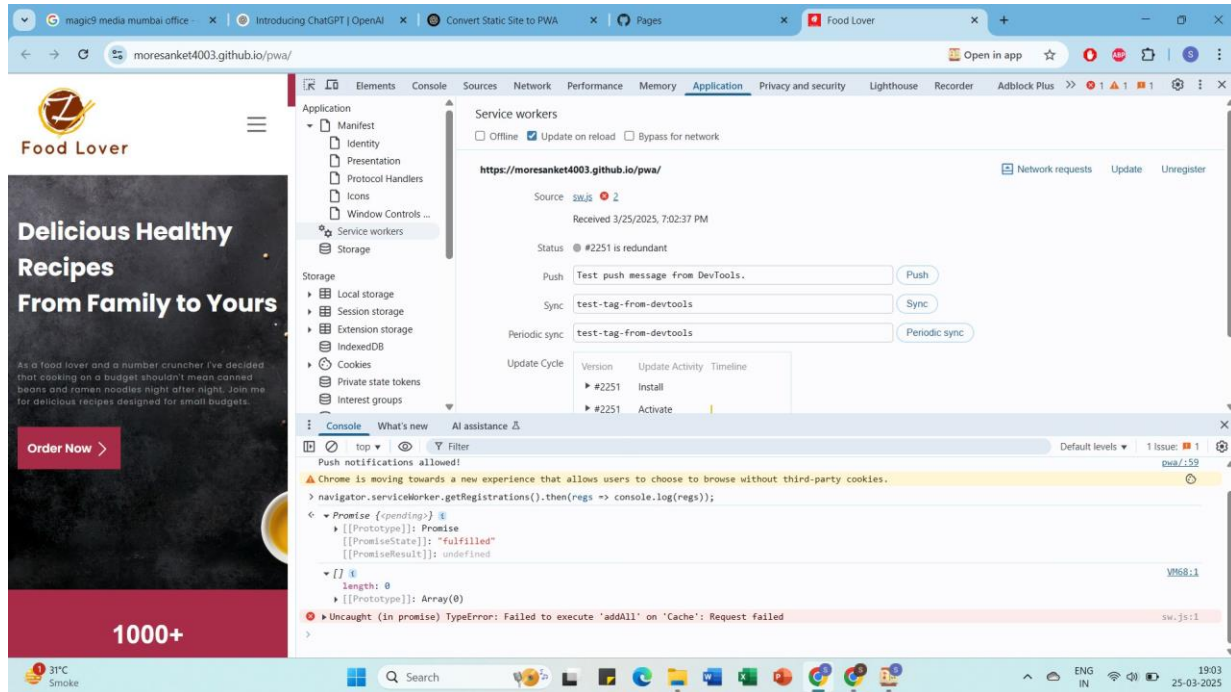 magic9 media mumbai office -
Introducing ChatGPT | OpenAI
Convert Static Site to PWA
Pages
Food Lover
moresanket4003.github.io/pwa/
Open in app
ABP
S
Food Lover
Delicious Healthy
Recipes
From Family to Yours
As a food lover and a number cruncher I've decided
that cooking on a budget shouldn't mean canned
beans and ramen noodles night after night. Join me
for delicious recipes designed for small budgets.
Order Now
1000+
Elements Console Sources Network Performance Memory Application Privacy and security Lighthouse Recorder Adblock Plus 1 1 1
Application
Manifest
Identity
Presentation
Protocol Handlers
Icons
Window Controls ...
Service workers
Storage
Storage
Local storage
Session storage
Extension storage
IndexedDB
Cookies
Private state tokens
Interest groups
Service workers
Offline Update on reload Bypass for network
https://moresanket4003.github.io/pwa/ Network requests Update Unregister
Source sw.js 2
Received 3/25/2025, 7:02:37 PM
Status #2251 is redundant
Push Test push message from DevTools. Push
Sync test-tag-from-devtools Sync
Periodic sync test-tag-from-devtools Periodic sync
Update Cycle Version Update Activity Timeline
#2251 Install
#2251 Activate
Console What's new AI assistance
top Filter Default levels 1 Issue: 1
Push notifications allowed! pwa/:59
Chrome is moving towards a new experience that allows users to choose to browse without third-party cookies.
> navigator.serviceWorker.getRegistrations().then(regs => console.log(regs));
Promise {<pending>}
[[Prototype]]: Promise
[[PromiseState]]: "fulfilled"
[[PromiseResult]]: undefined
[] VM68:1
length: 0
[[Prototype]]: Array(0)
Uncaught (in promise) TypeError: Failed to execute 'addAll' on 'Cache': Request failed sw.js:1
1
31°C
Smoke
Search
ENG
IN
19:03
25-03-2025